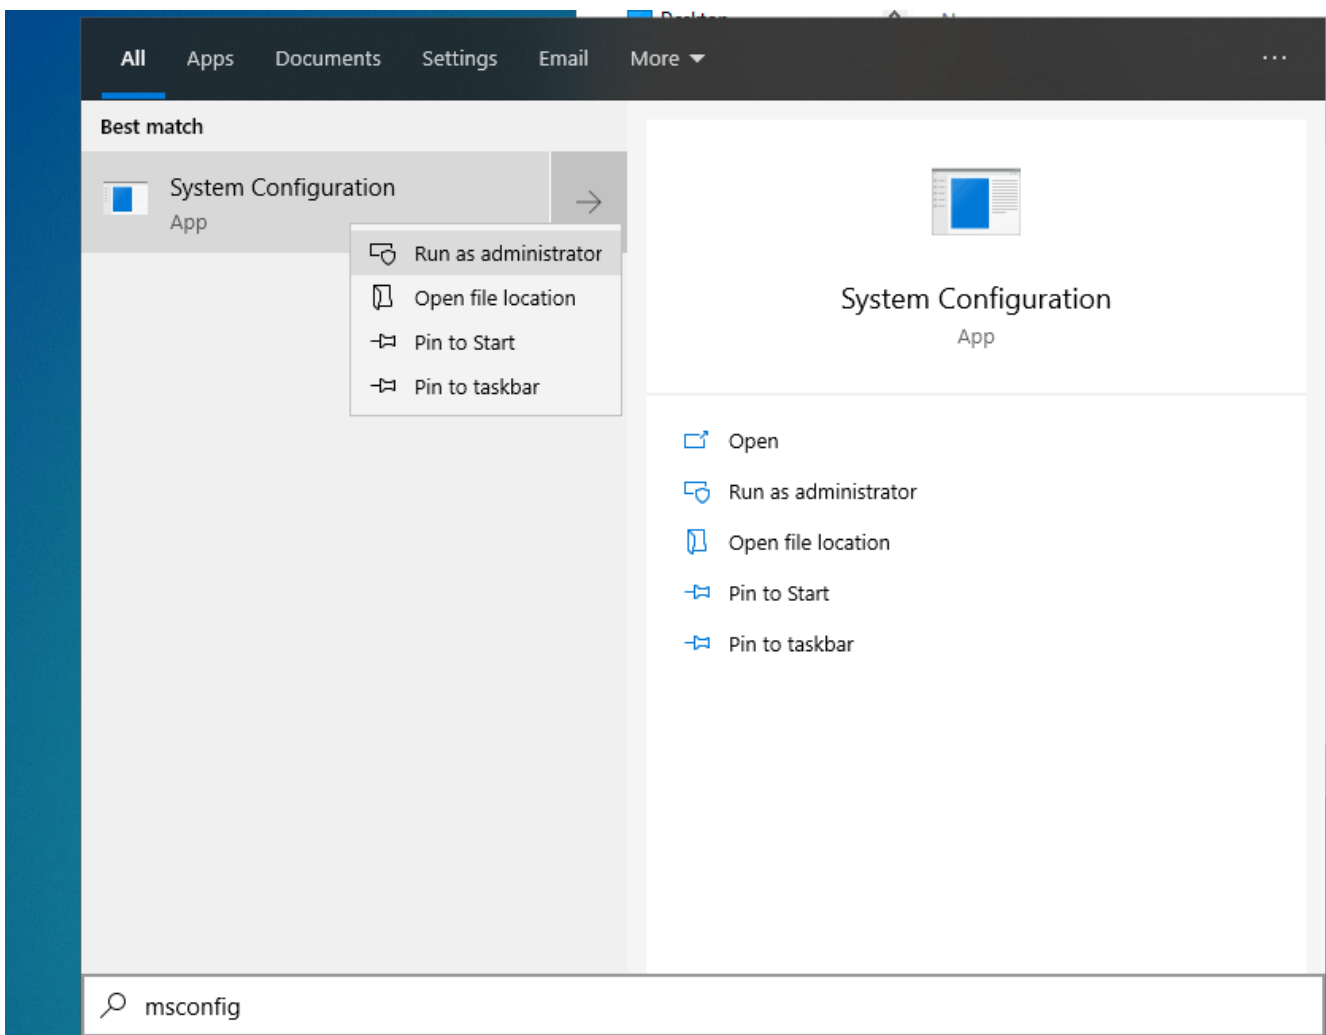 All Apps Documents Settings Email More ...
Best match
System Configuration
App
Run as administrator
Open file location
Pin to Start
Pin to taskbar
System Configuration
App
Open
Run as administrator
Open file location
Pin to Start
Pin to taskbar
msconfig